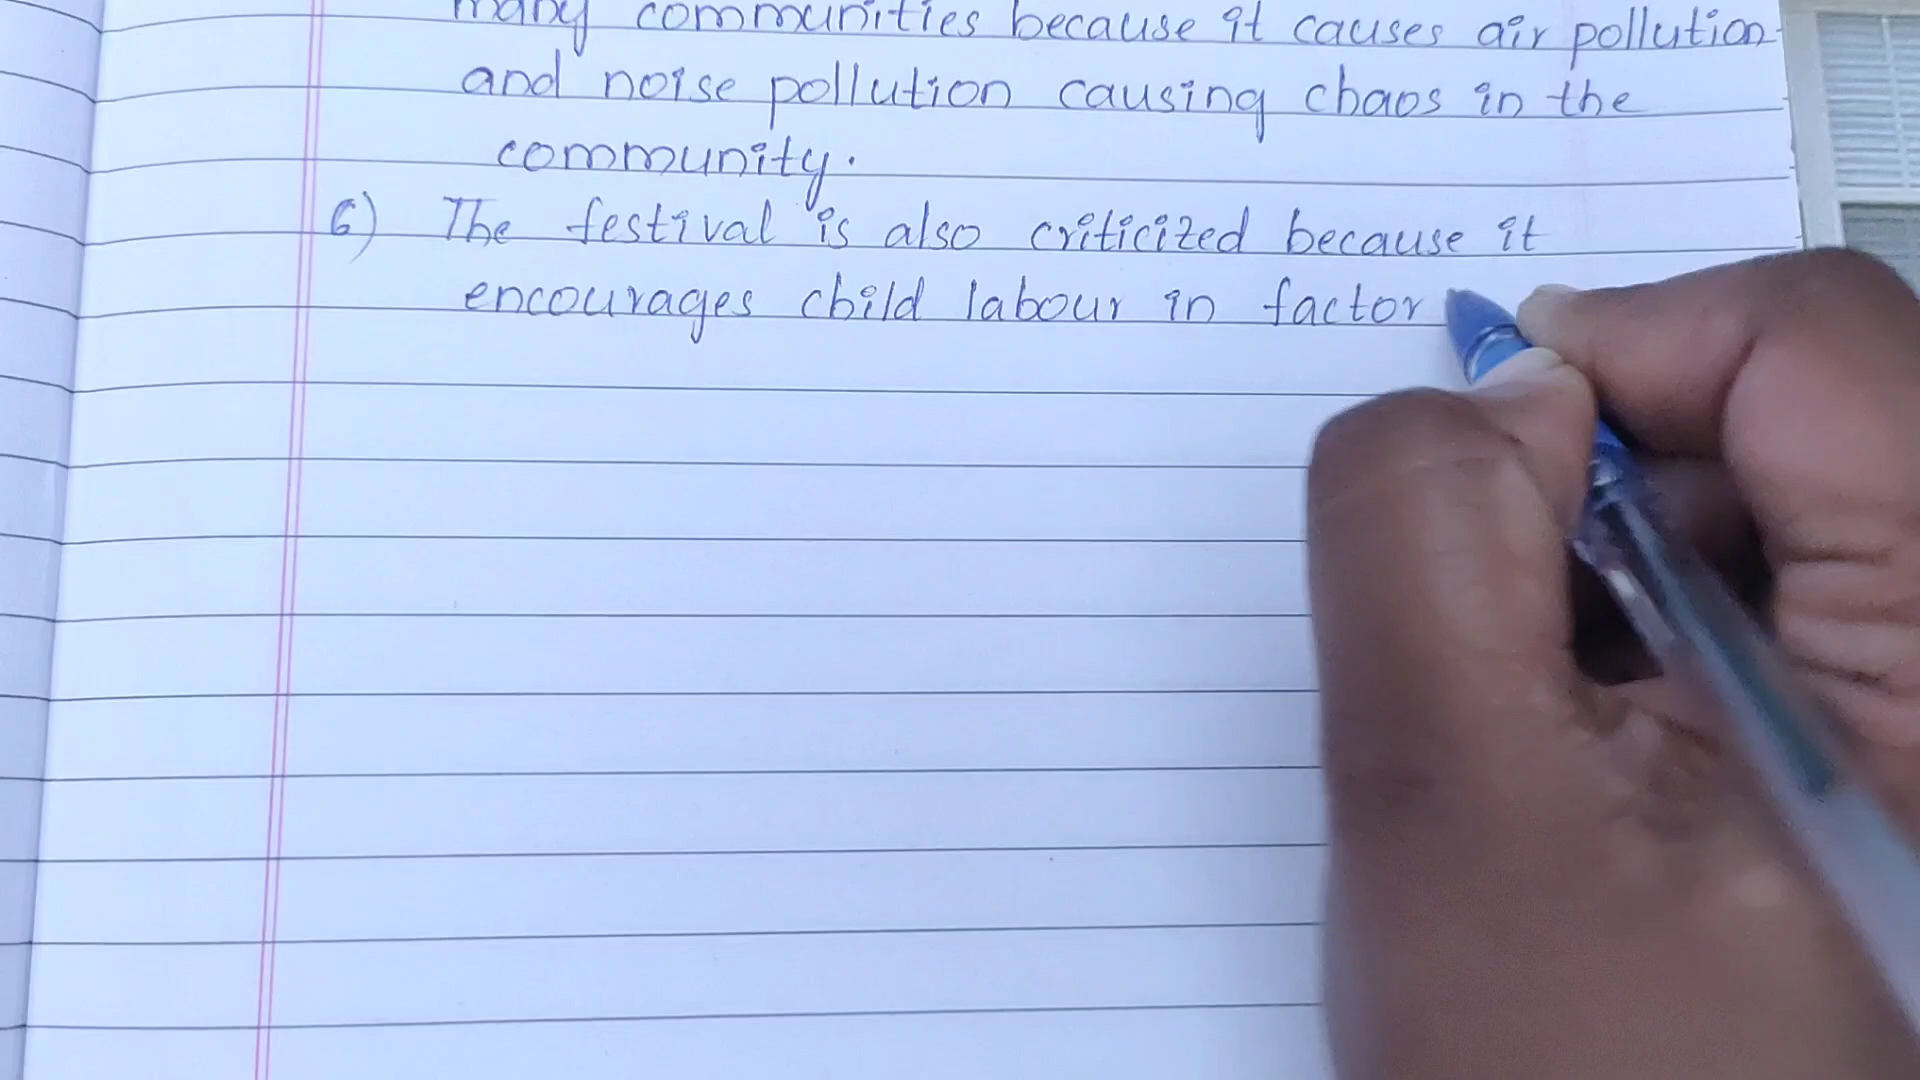 many communities because it causes air pollution
and noise pollution causing chaos in the
community.
6) The festival is also criticized because it
encourages child labour in factor